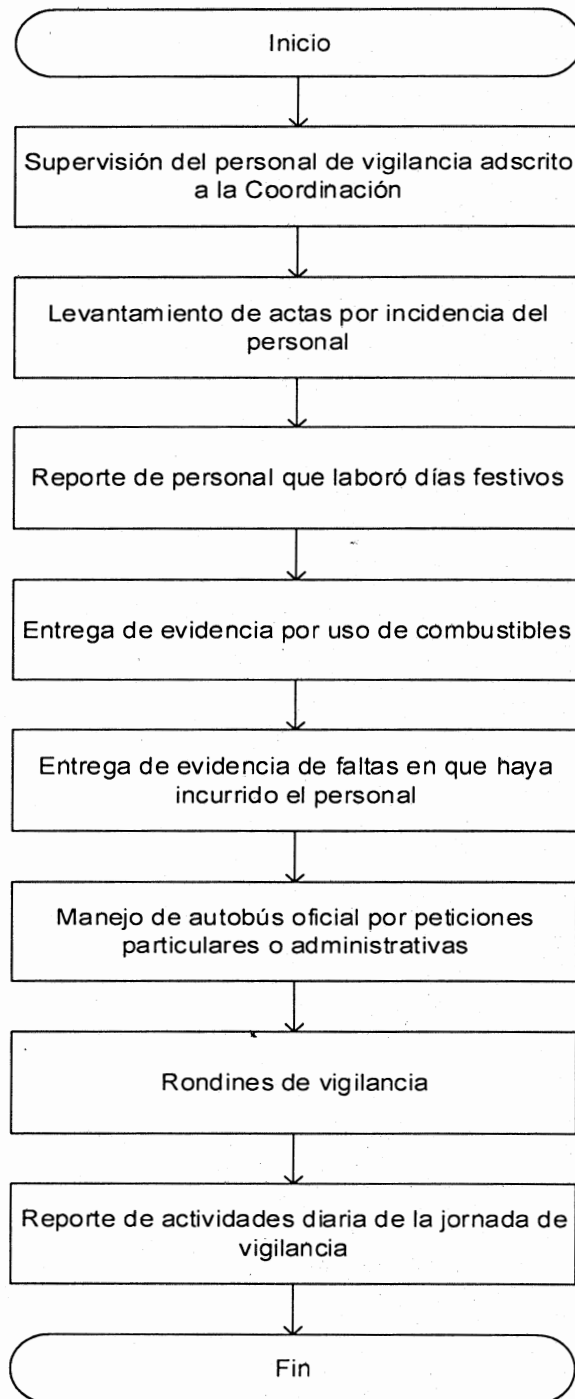 Inicio
Supervisión del personal de vigilancia adscrito
a la Coordinación
Levantamiento de actas por incidencia del
personal
Reporte de personal que laboró días festivos
Entrega de evidencia por uso de combustibles
Entrega de evidencia de faltas en que haya
incurrido el personal
Manejo de autobús oficial por peticiones
particulares o administrativas
Rondines de vigilancia
Reporte de actividades diaria de la jornada de
vigilancia
Fin